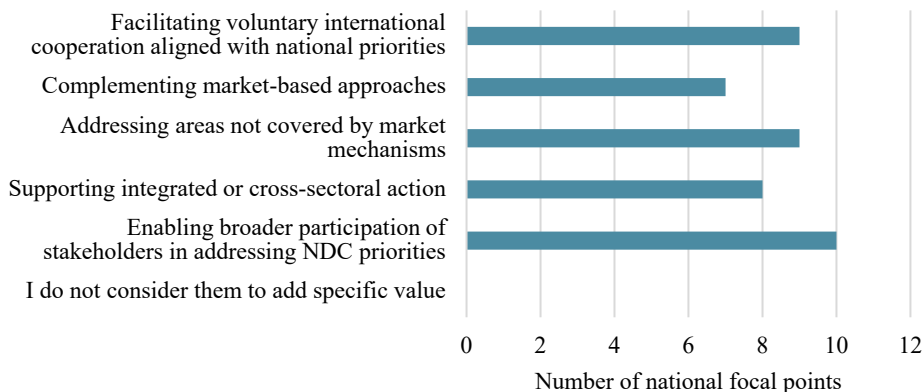 Facilitating voluntary international
cooperation aligned with national priorities
Complementing market-based approaches
Addressing areas not covered by market
mechanisms
Supporting integrated or cross-sectoral action
Enabling broader participation of
stakeholders in addressing NDC priorities
I do not consider them to add specific value
0 2 4 6 8 10 12
Number of national focal points